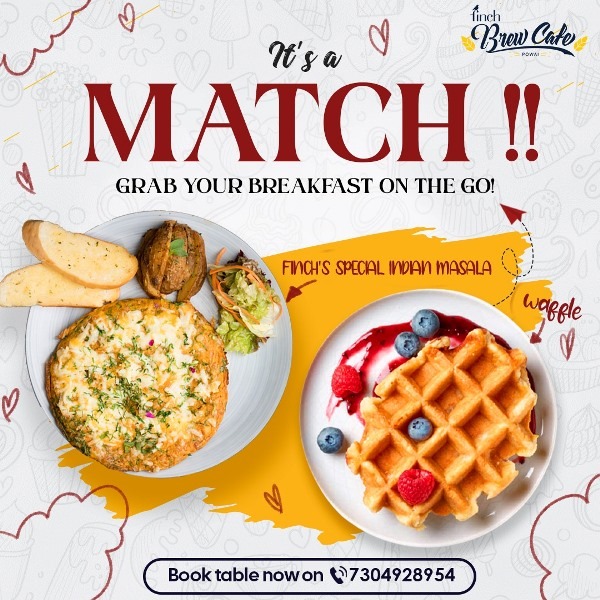 finch
Brew Cafe
POWAI
It's a
MATCH !!
GRAB YOUR BREAKFAST ON THE GO!
FINCH'S SPECIAL INDIAN MASALA
waffle
Book table now on 7304928954